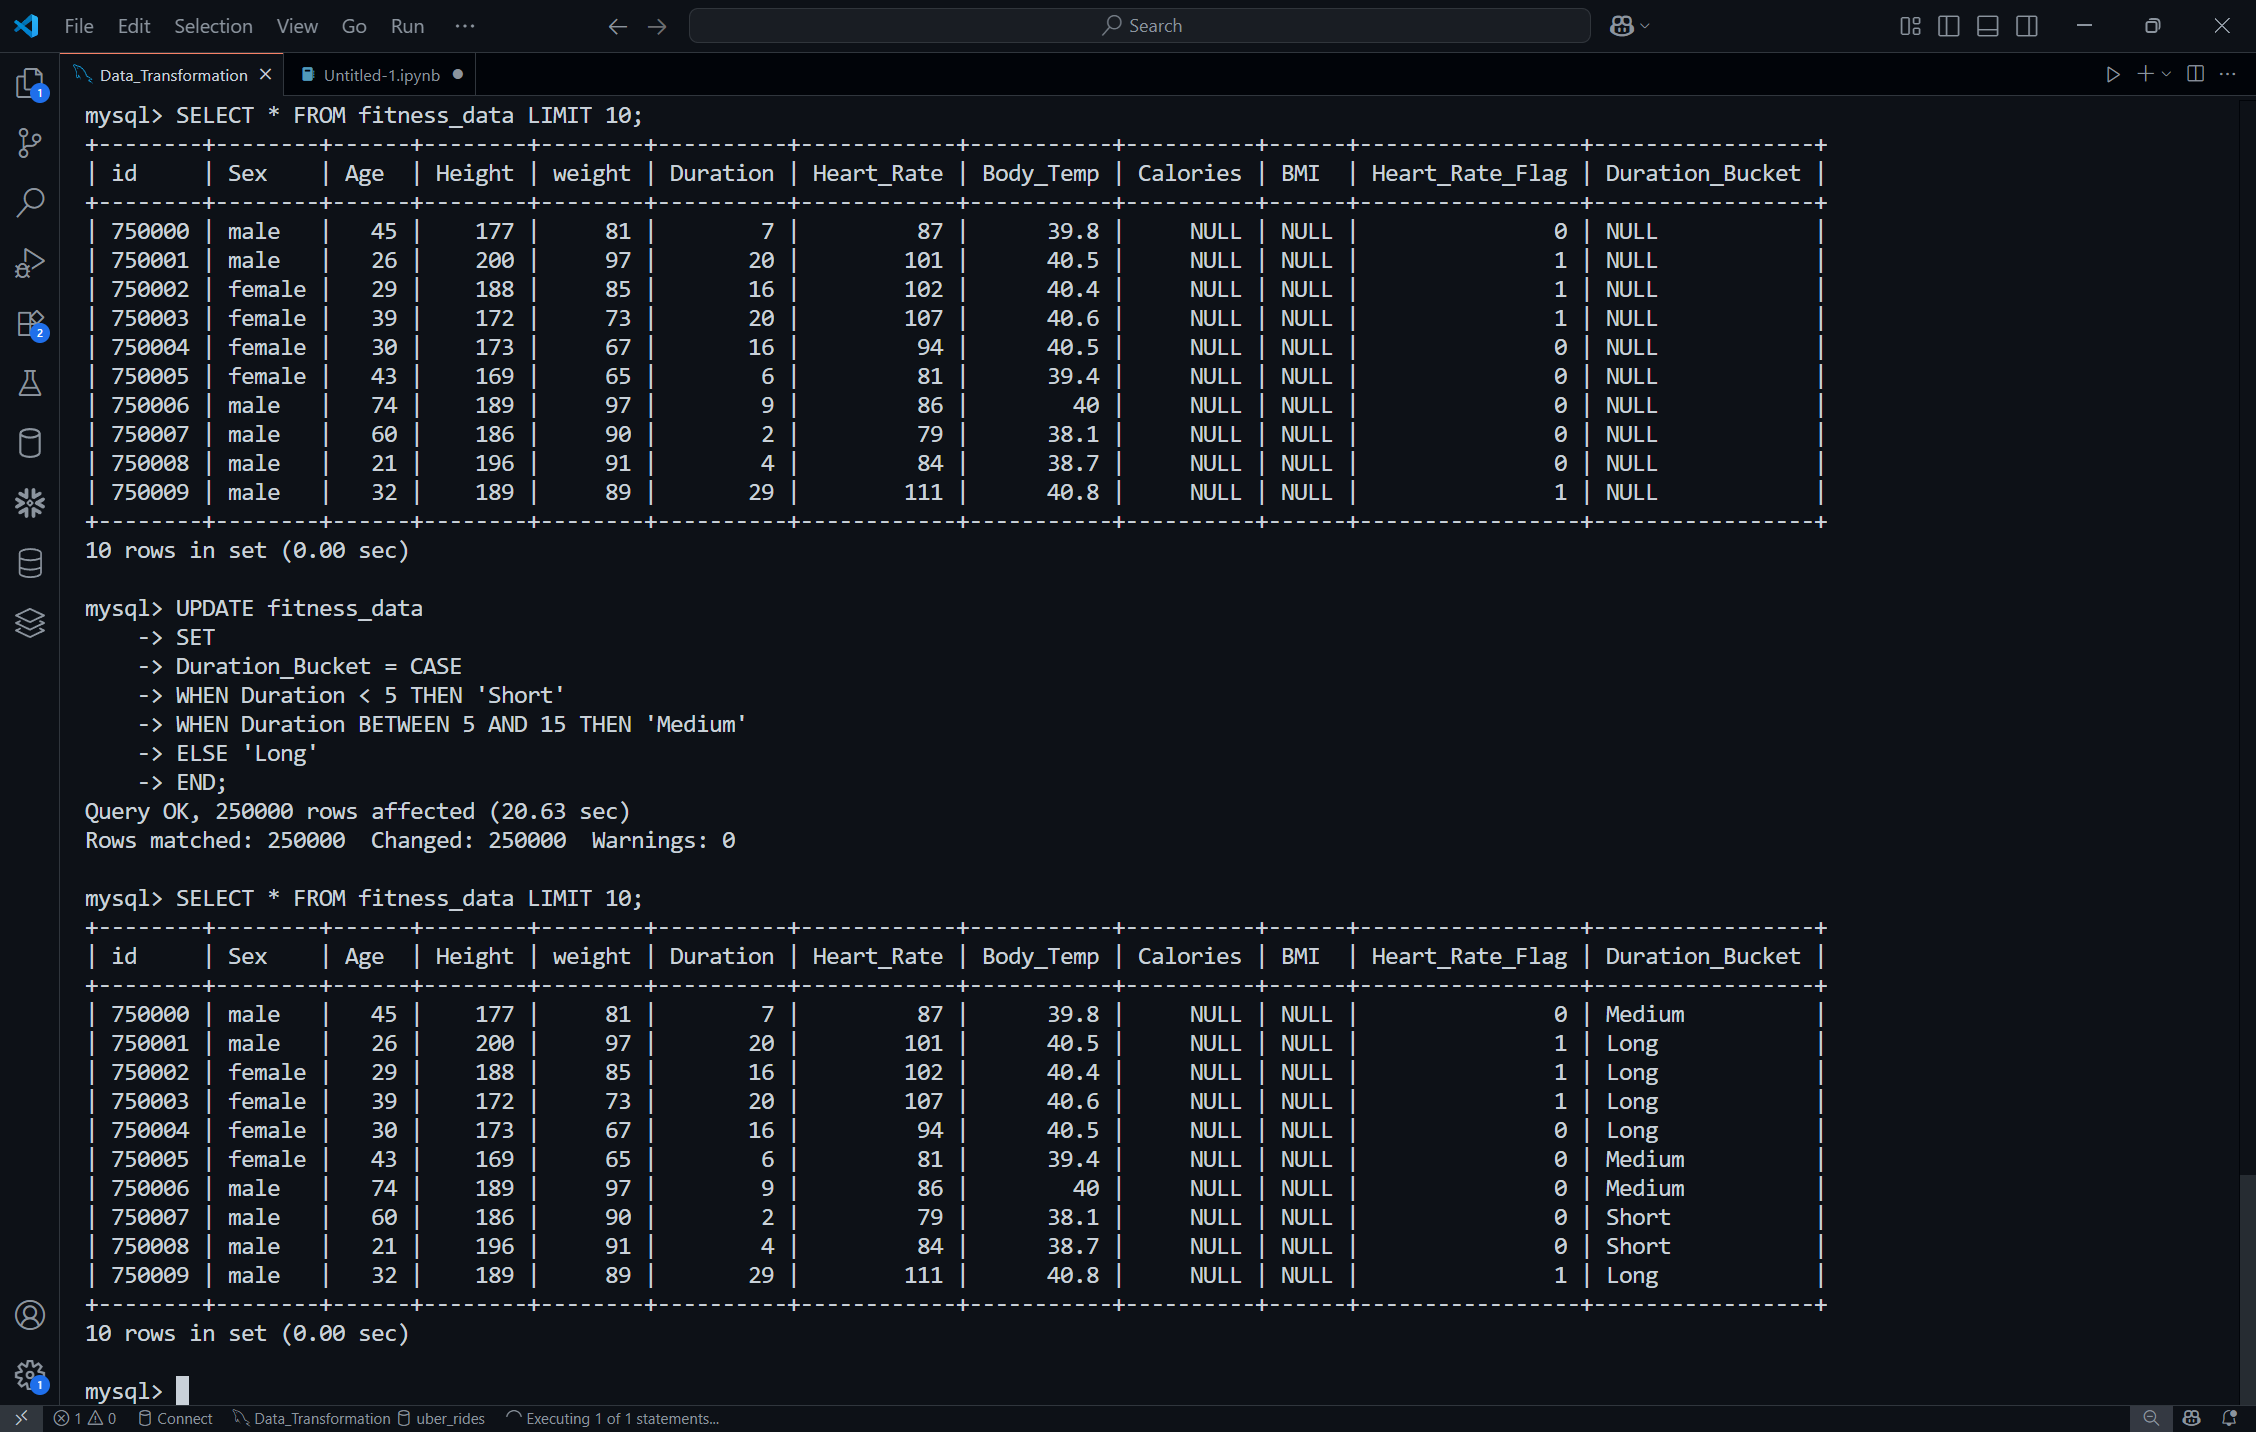 File Edit Selection View Go Run ··· Search
Data_Transformation Untitled-1.ipynb
mysql> SELECT * FROM fitness_data LIMIT 10;
+--------+--------+------+--------+--------+----------+------------+-----------+----------+------+-----------------+-----------------+
| id     | Sex    | Age  | Height | weight | Duration | Heart_Rate | Body_Temp | Calories | BMI  | Heart_Rate_Flag | Duration_Bucket |
+--------+--------+------+--------+--------+----------+------------+-----------+----------+------+-----------------+-----------------+
| 750000 | male   |   45 |    177 |     81 |        7 |         87 |      39.8 |     NULL | NULL |               0 | NULL            |
| 750001 | male   |   26 |    200 |     97 |       20 |        101 |      40.5 |     NULL | NULL |               1 | NULL            |
| 750002 | female |   29 |    188 |     85 |       16 |        102 |      40.4 |     NULL | NULL |               1 | NULL            |
| 750003 | female |   39 |    172 |     73 |       20 |        107 |      40.6 |     NULL | NULL |               1 | NULL            |
| 750004 | female |   30 |    173 |     67 |       16 |         94 |      40.5 |     NULL | NULL |               0 | NULL            |
| 750005 | female |   43 |    169 |     65 |        6 |         81 |      39.4 |     NULL | NULL |               0 | NULL            |
| 750006 | male   |   74 |    189 |     97 |        9 |         86 |        40 |     NULL | NULL |               0 | NULL            |
| 750007 | male   |   60 |    186 |     90 |        2 |         79 |      38.1 |     NULL | NULL |               0 | NULL            |
| 750008 | male   |   21 |    196 |     91 |        4 |         84 |      38.7 |     NULL | NULL |               0 | NULL            |
| 750009 | male   |   32 |    189 |     89 |       29 |        111 |      40.8 |     NULL | NULL |               1 | NULL            |
+--------+--------+------+--------+--------+----------+------------+-----------+----------+------+-----------------+-----------------+
10 rows in set (0.00 sec)
mysql> UPDATE fitness_data
    -> SET
    -> Duration_Bucket = CASE
    -> WHEN Duration < 5 THEN 'Short'
    -> WHEN Duration BETWEEN 5 AND 15 THEN 'Medium'
    -> ELSE 'Long'
    -> END;
Query OK, 250000 rows affected (20.63 sec)
Rows matched: 250000  Changed: 250000  Warnings: 0
mysql> SELECT * FROM fitness_data LIMIT 10;
+--------+--------+------+--------+--------+----------+------------+-----------+----------+------+-----------------+-----------------+
| id     | Sex    | Age  | Height | weight | Duration | Heart_Rate | Body_Temp | Calories | BMI  | Heart_Rate_Flag | Duration_Bucket |
+--------+--------+------+--------+--------+----------+------------+-----------+----------+------+-----------------+-----------------+
| 750000 | male   |   45 |    177 |     81 |        7 |         87 |      39.8 |     NULL | NULL |               0 | Medium          |
| 750001 | male   |   26 |    200 |     97 |       20 |        101 |      40.5 |     NULL | NULL |               1 | Long            |
| 750002 | female |   29 |    188 |     85 |       16 |        102 |      40.4 |     NULL | NULL |               1 | Long            |
| 750003 | female |   39 |    172 |     73 |       20 |        107 |      40.6 |     NULL | NULL |               1 | Long            |
| 750004 | female |   30 |    173 |     67 |       16 |         94 |      40.5 |     NULL | NULL |               0 | Long            |
| 750005 | female |   43 |    169 |     65 |        6 |         81 |      39.4 |     NULL | NULL |               0 | Medium          |
| 750006 | male   |   74 |    189 |     97 |        9 |         86 |        40 |     NULL | NULL |               0 | Medium          |
| 750007 | male   |   60 |    186 |     90 |        2 |         79 |      38.1 |     NULL | NULL |               0 | Short           |
| 750008 | male   |   21 |    196 |     91 |        4 |         84 |      38.7 |     NULL | NULL |               0 | Short           |
| 750009 | male   |   32 |    189 |     89 |       29 |        111 |      40.8 |     NULL | NULL |               1 | Long            |
+--------+--------+------+--------+--------+----------+------------+-----------+----------+------+-----------------+-----------------+
10 rows in set (0.00 sec)
mysql>
1
2
1
1 0 Connect Data_Transformation uber_rides Executing 1 of 1 statements...